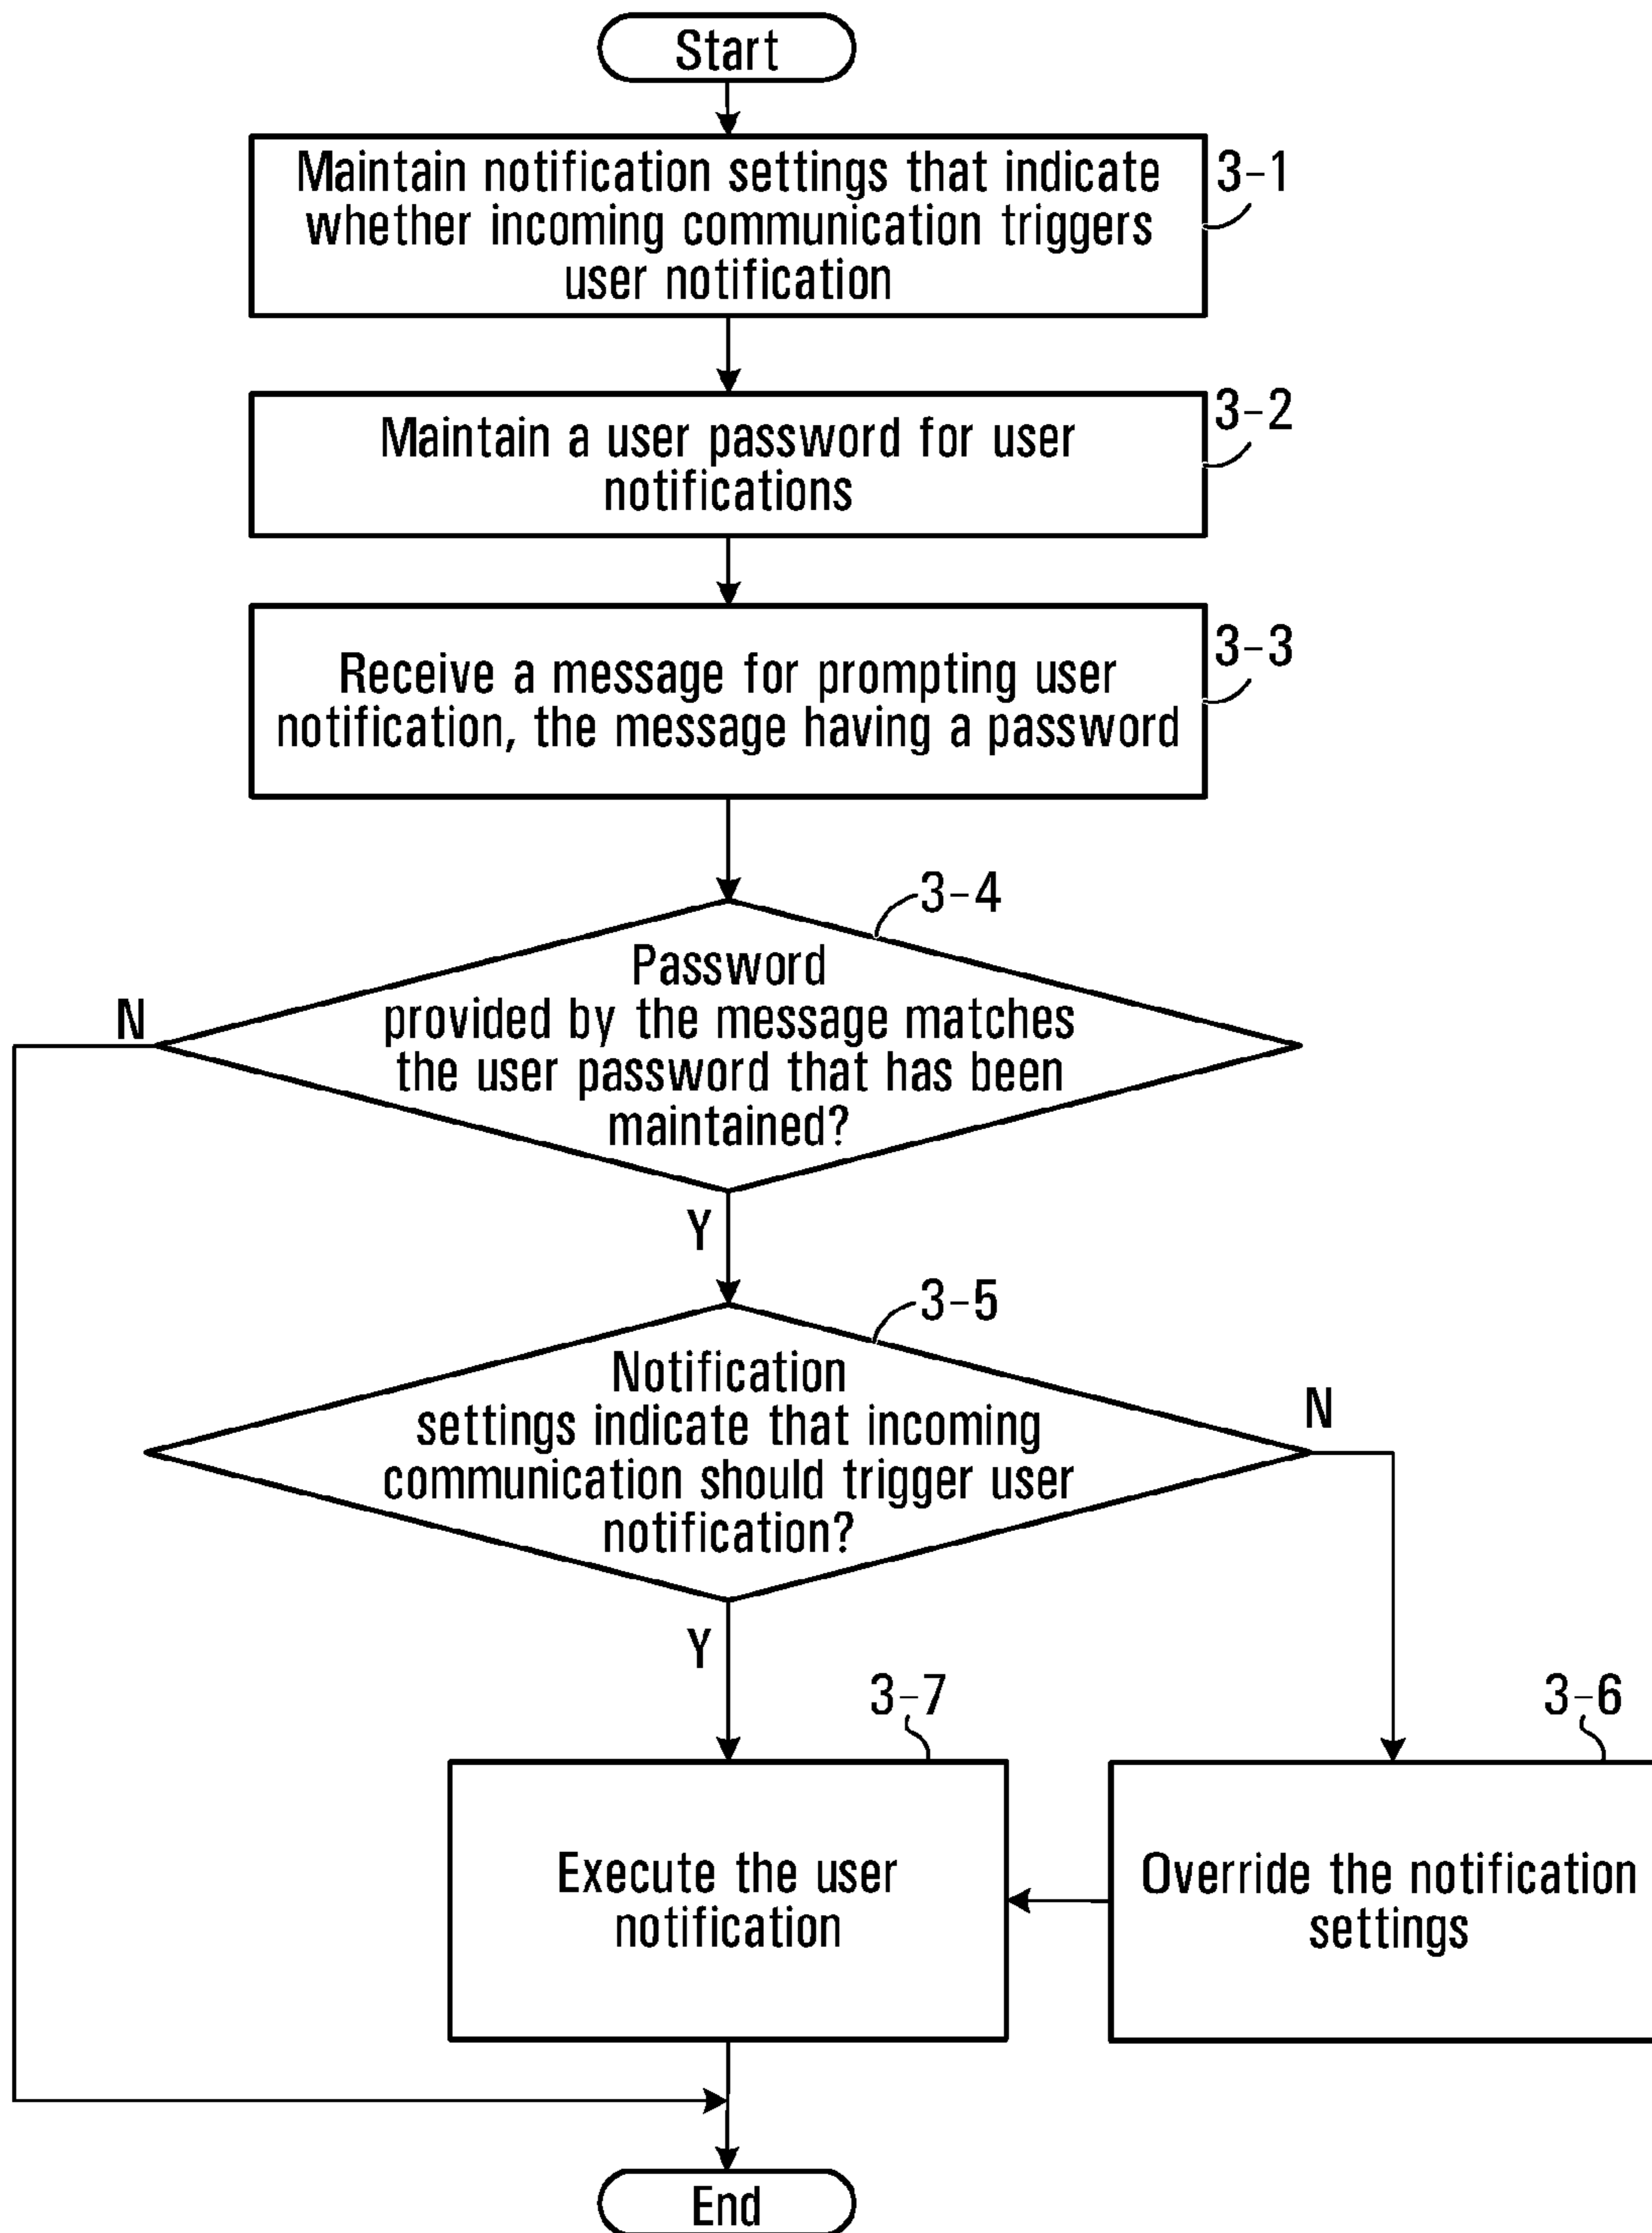 Start
Maintain notification settings that indicate
whether incoming communication triggers
user notification
3-1
Maintain a user password for user
notifications
3-2
Receive a message for prompting user
notification, the message having a password
3-3
3-4
Password
provided by the message matches
the user password that has been
maintained?
N
Y
3-5
Notification
settings indicate that incoming
communication should trigger user
notification?
N
Y
3-7
3-6
Execute the user
notification
Override the notification
settings
End